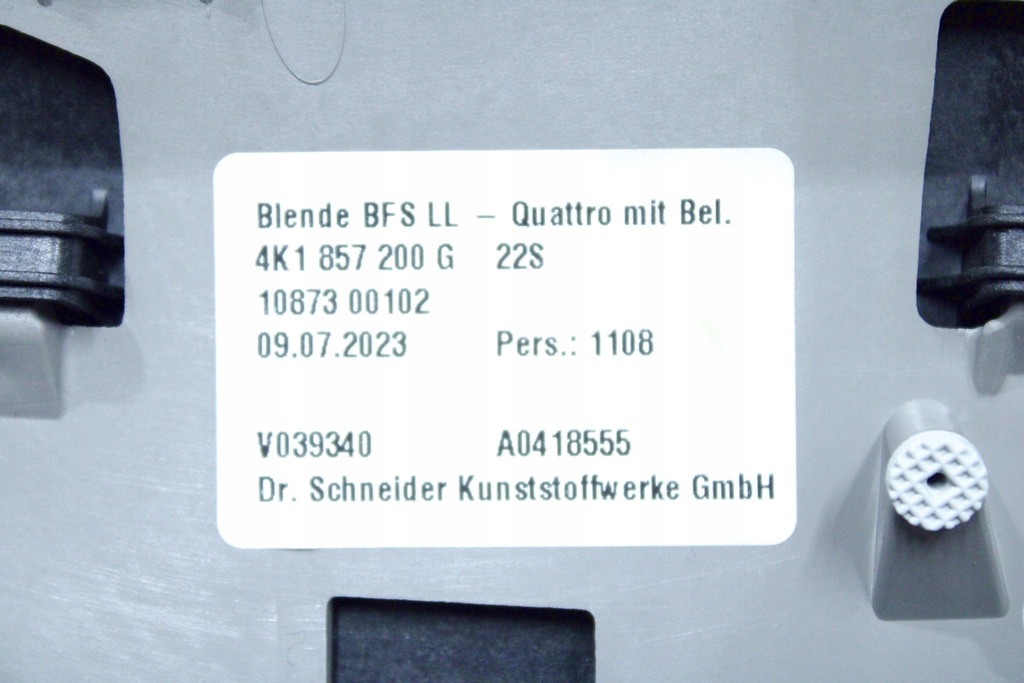 Blende BFS LL – Quattro mit Bel.
4K1 857 200 G 22S
10873 00102
09.07.2023 Pers.: 1108
V039340 A0418555
Dr. Schneider Kunststoffwerke GmbH